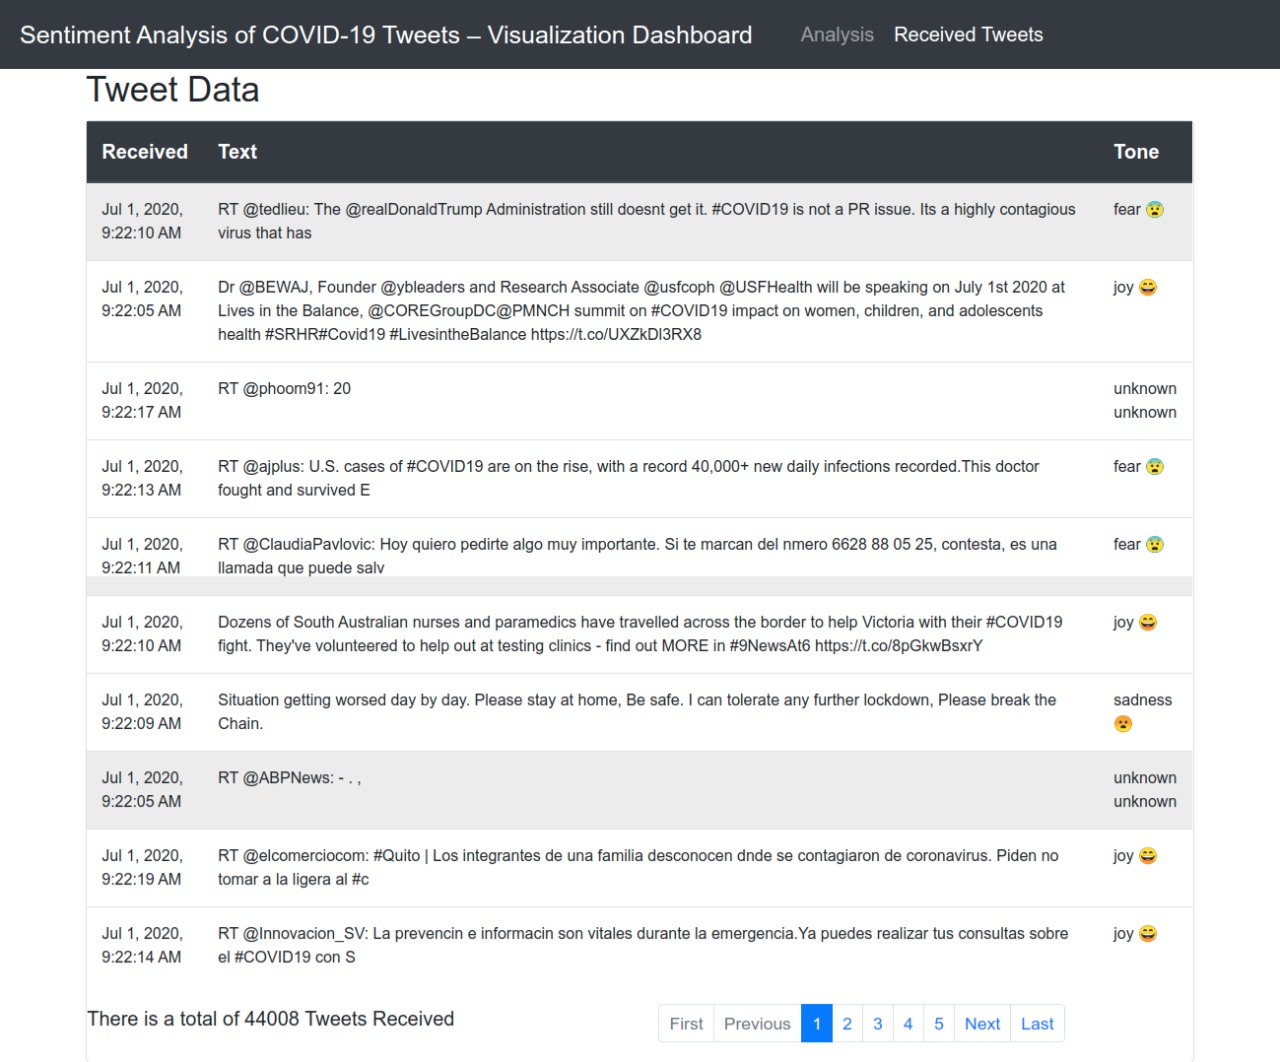 Sentiment Analysis of COVID-19 Tweets – Visualization Dashboard Analysis Received Tweets
Tweet Data
Received Text Tone
Jul 1, 2020, RT @tedlieu: The @realDonaldTrump Administration still doesnt get it. #COVID19 is not a PR issue. Its a highly contagious fear 😨
9:22:10 AM virus that has
Jul 1, 2020, Dr @BEWAJ, Founder @ybleaders and Research Associate @usfcoph @USFHealth will be speaking on July 1st 2020 at joy 😄
9:22:05 AM Lives in the Balance, @COREGroupDC@PMNCH summit on #COVID19 impact on women, children, and adolescents
health #SRHR#Covid19 #LivesintheBalance https://t.co/UXZkDl3RX8
Jul 1, 2020, RT @phoom91: 20 unknown
9:22:17 AM unknown
Jul 1, 2020, RT @ajplus: U.S. cases of #COVID19 are on the rise, with a record 40,000+ new daily infections recorded.This doctor fear 😨
9:22:13 AM fought and survived E
Jul 1, 2020, RT @ClaudiaPavlovic: Hoy quiero pedirte algo muy importante. Si te marcan del nmero 6628 88 05 25, contesta, es una fear 😨
9:22:11 AM llamada que puede salv
Jul 1, 2020, Dozens of South Australian nurses and paramedics have travelled across the border to help Victoria with their #COVID19 joy 😄
9:22:10 AM fight. They've volunteered to help out at testing clinics - find out MORE in #9NewsAt6 https://t.co/8pGkwBsxrY
Jul 1, 2020, Situation getting worsed day by day. Please stay at home, Be safe. I can tolerate any further lockdown, Please break the sadness
9:22:09 AM Chain. 😦
Jul 1, 2020, RT @ABPNews: - . , unknown
9:22:05 AM unknown
Jul 1, 2020, RT @elcomerciocom: #Quito | Los integrantes de una familia desconocen dnde se contagiaron de coronavirus. Piden no joy 😄
9:22:19 AM tomar a la ligera al #c
Jul 1, 2020, RT @Innovacion_SV: La prevencin e informacin son vitales durante la emergencia.Ya puedes realizar tus consultas sobre joy 😄
9:22:14 AM el #COVID19 con S
There is a total of 44008 Tweets Received First Previous 1 2 3 4 5 Next Last